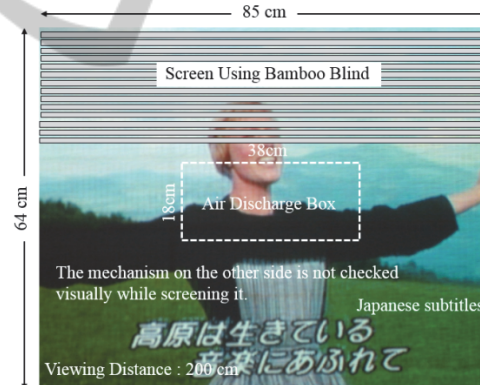 85 cm
Screen Using Bamboo Blind
38cm
64 cm
18cm
Air Discharge Box
The mechanism on the other side is not checked
visually while screening it.
Japanese subtitles
高原は生きている
音楽にあふれて
Viewing Distance : 200 cm